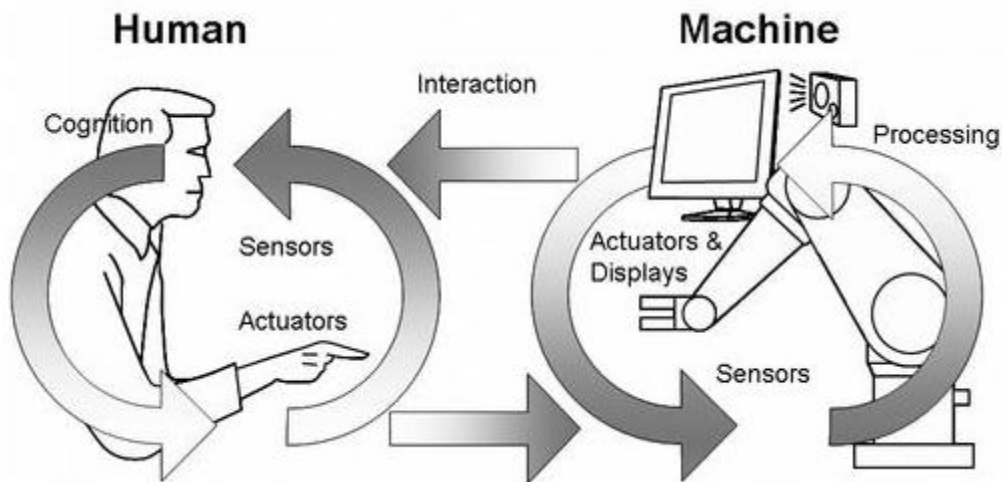 Human
Machine
Interaction
Cognition
Processing
Sensors
Actuators &
Displays
Actuators
Sensors